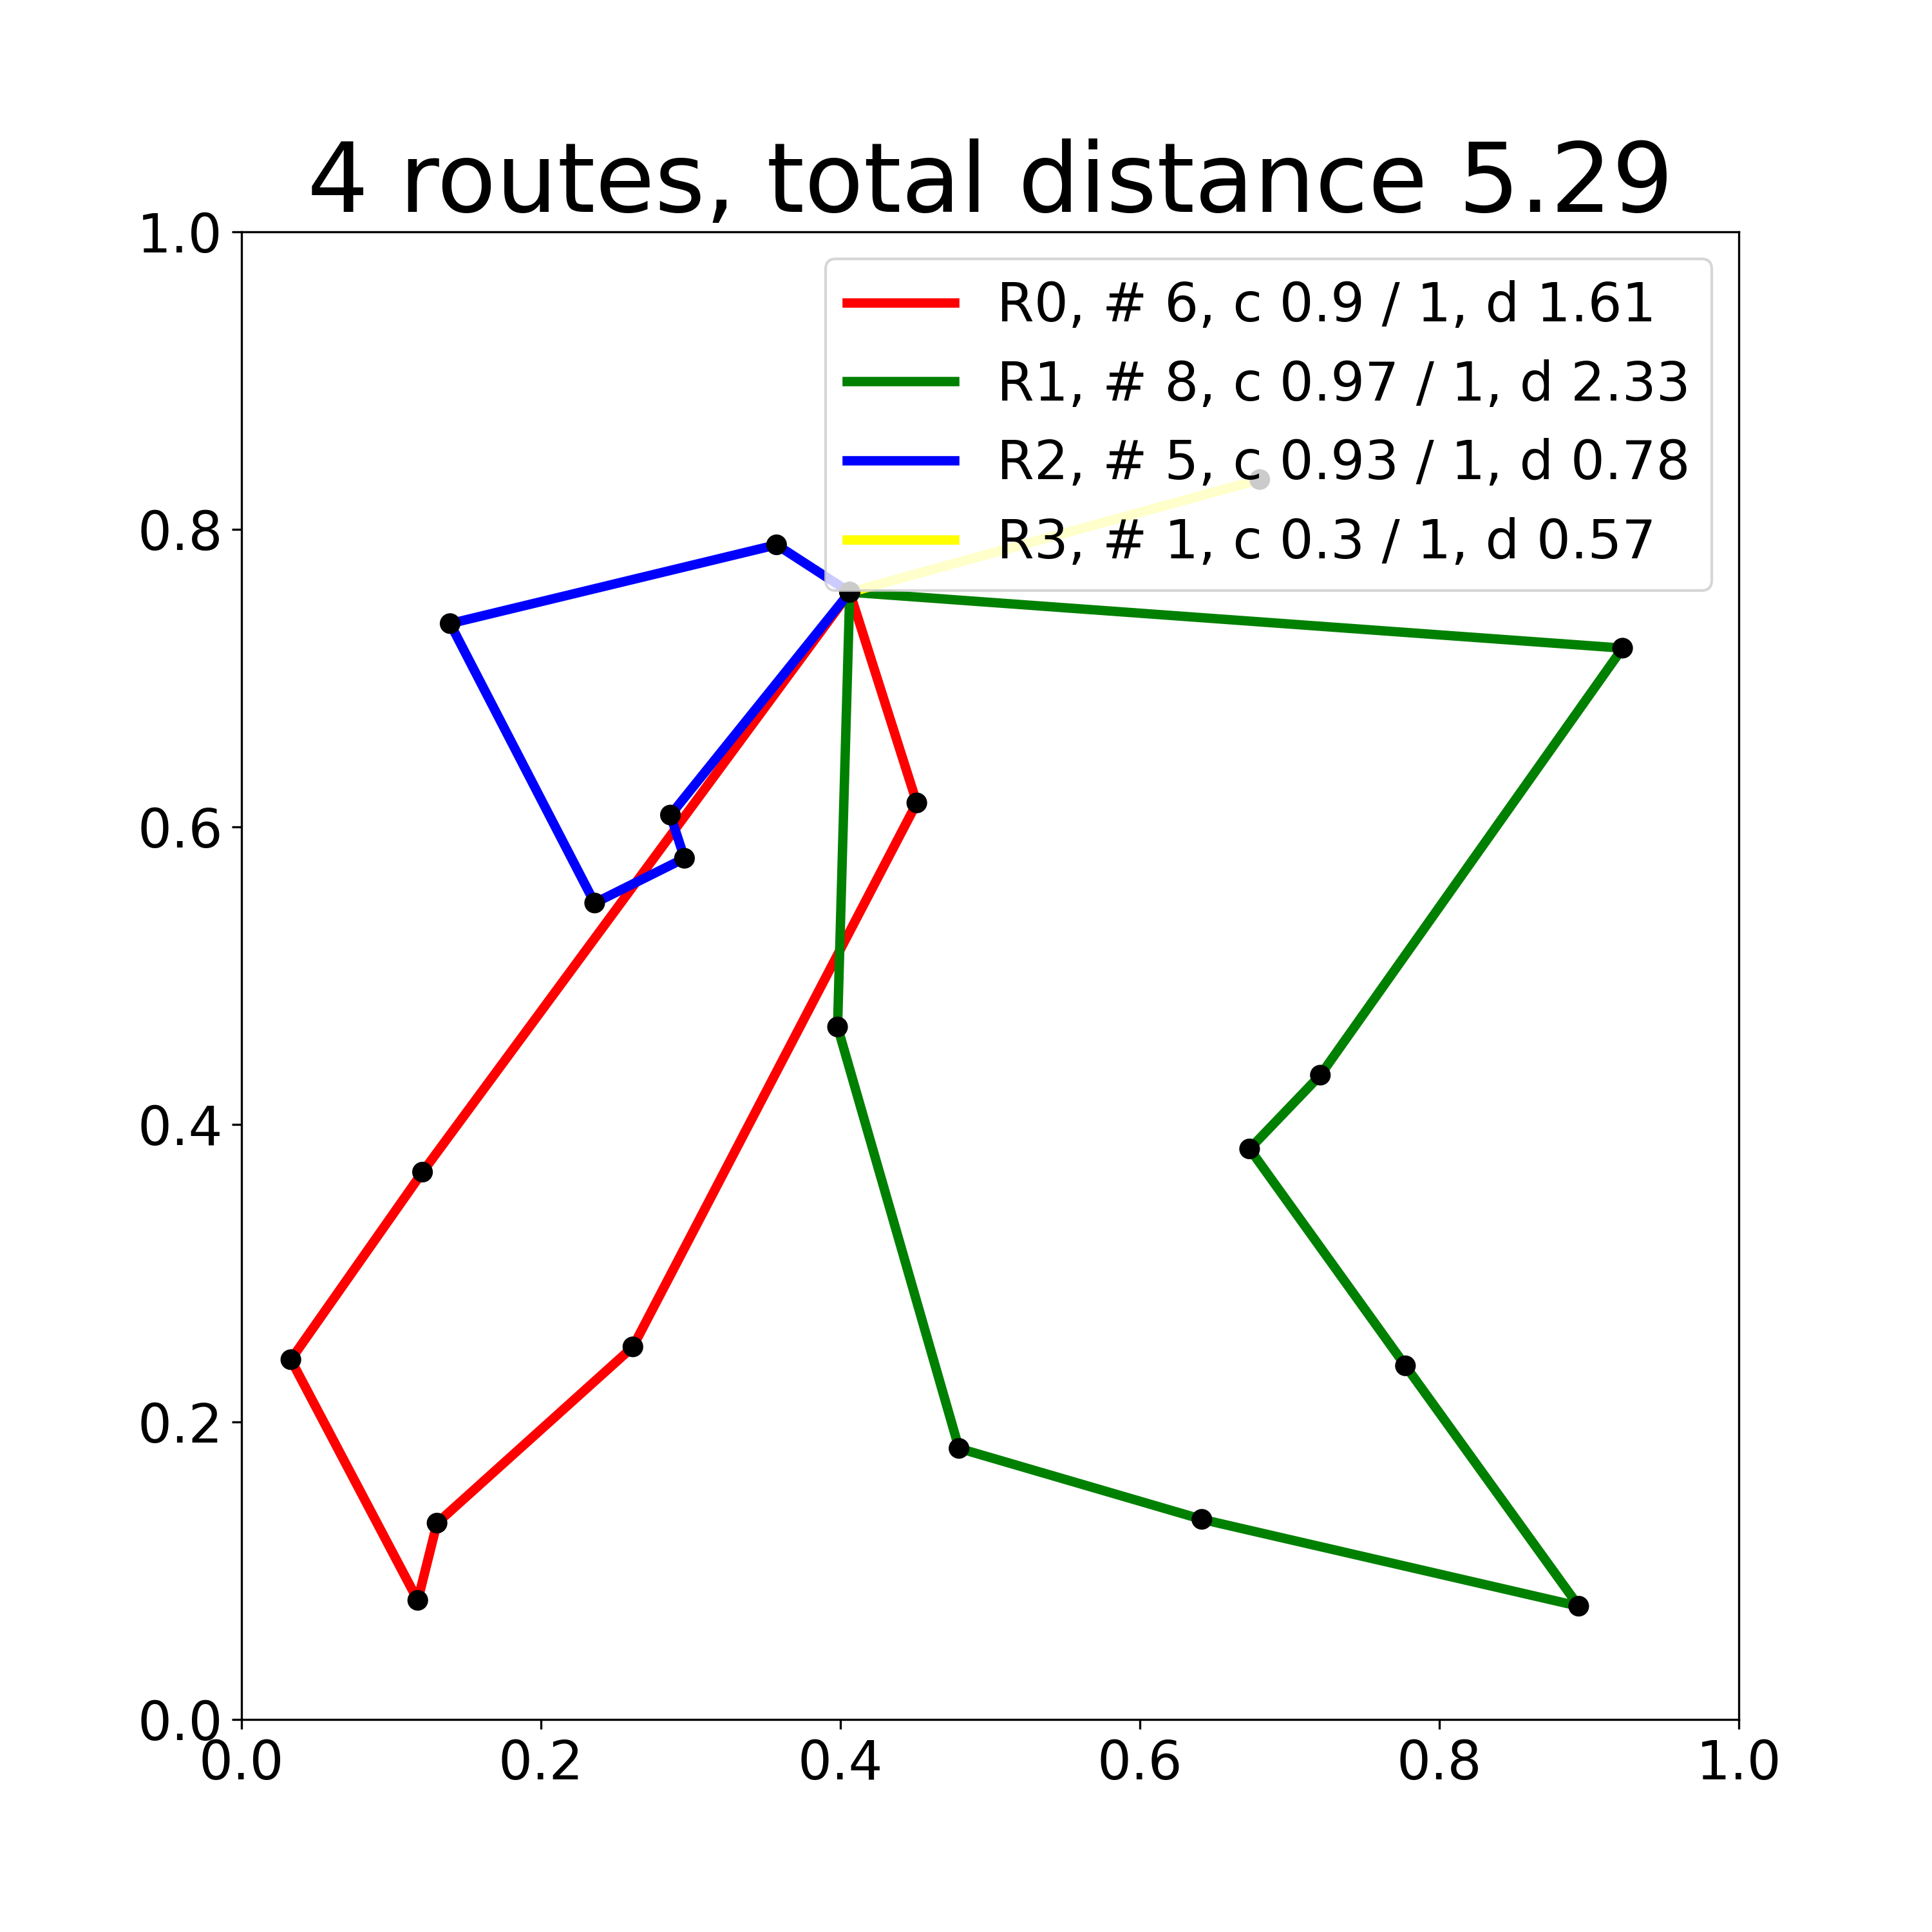 4 routes, total distance 5.29
R0, # 6, c 0.9 / 1, d 1.61
R1, # 8, c 0.97 / 1, d 2.33
R2, # 5, c 0.93 / 1, d 0.78
R3, # 1, c 0.3 / 1, d 0.57
1.0
0.8
0.6
0.4
0.2
0.0
0.0 0.2 0.4 0.6 0.8 1.0